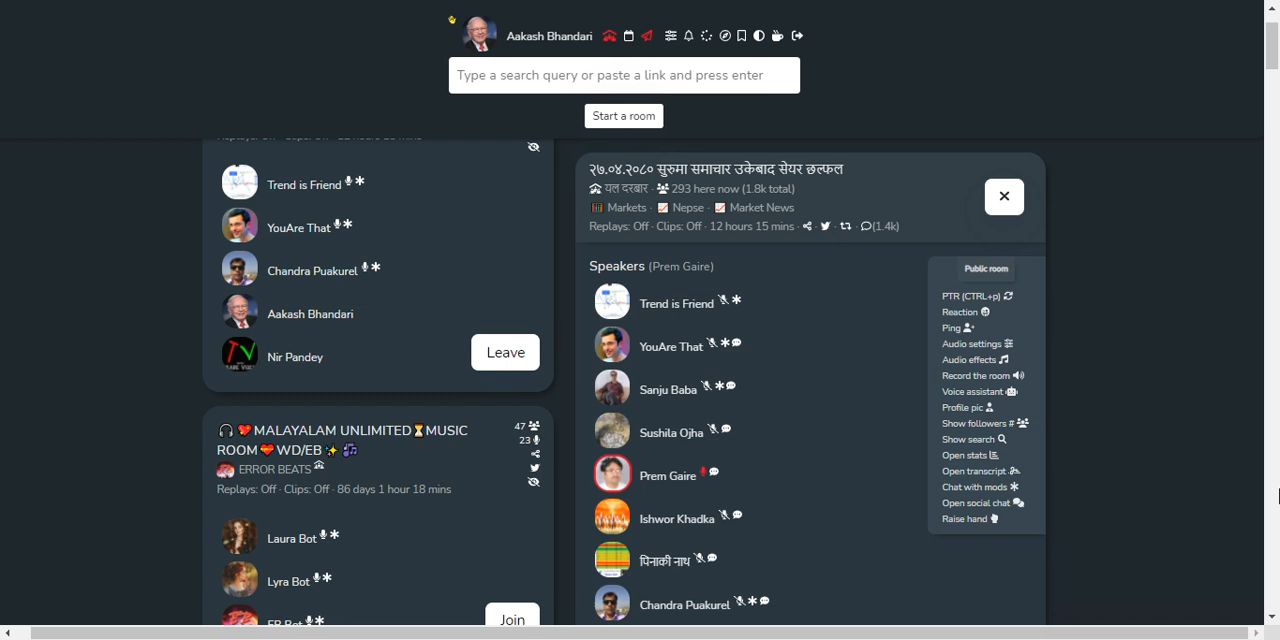 Aakash Bhandari
Type a search query or paste a link and press enter
Start a room
Trend is Friend
YouAre That
Chandra Puakurel
Aakash Bhandari
Nir Pandey
Leave
🎧 💖MALAYALAM UNLIMITED⏳MUSIC
ROOM❤️WD/EB✨ 🎶
47
23
ERROR BEATS
Replays: Off · Clips: Off · 86 days 1 hour 18 mins
Laura Bot
Lyra Bot
EB Bot
Join
२७.०४.२०८० सुरुमा समाचार उकेबाद सेयर छल्फल
यल दरबार · 293 here now (1.8k total)
Markets · Nepse · Market News
Replays: Off · Clips: Off · 12 hours 15 mins · (1.4k)
Speakers (Prem Gaire)
Trend is Friend
YouAre That
Sanju Baba
Sushila Ojha
Prem Gaire
Ishwor Khadka
पिनाकी नाथ
Chandra Puakurel
Public room
PTR (CTRL+p)
Reaction
Ping
Audio settings
Audio effects
Record the room
Voice assistant
Profile pic
Show followers #
Show search
Open stats
Open transcript
Chat with mods
Open social chat
Raise hand